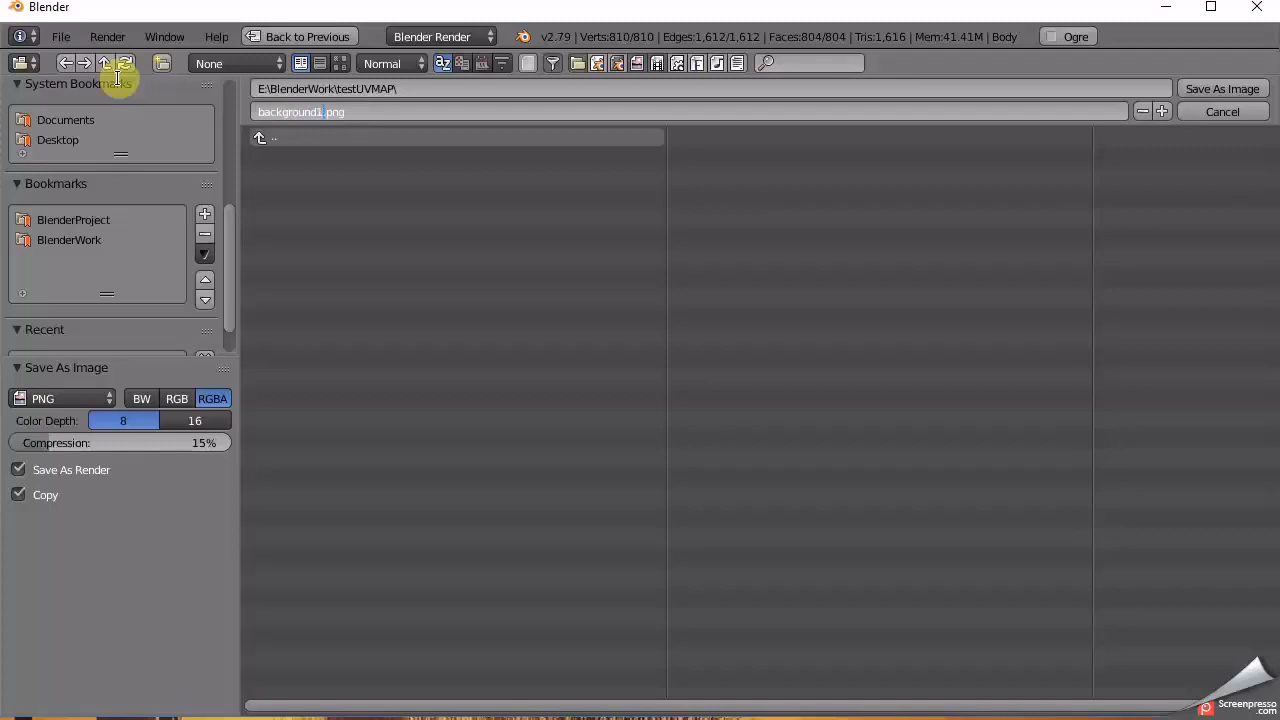 Blender
File Render Window Help Back to Previous Blender Render v2.79 | Verts:810/810 | Edges:1,612/1,612 | Faces:804/804 | Tris:1,616 | Mem:41.41M | Body Ogre
None Normal
System Bookmarks
E:\BlenderWork\testUVMAP\ Save As Image
background1.png Cancel
..
Documents
Desktop
Bookmarks
BlenderProject
BlenderWork
Recent
Save As Image
PNG BW RGB RGBA
Color Depth: 8 16
Compression: 15%
Save As Render
Copy
Screenpresso
.com